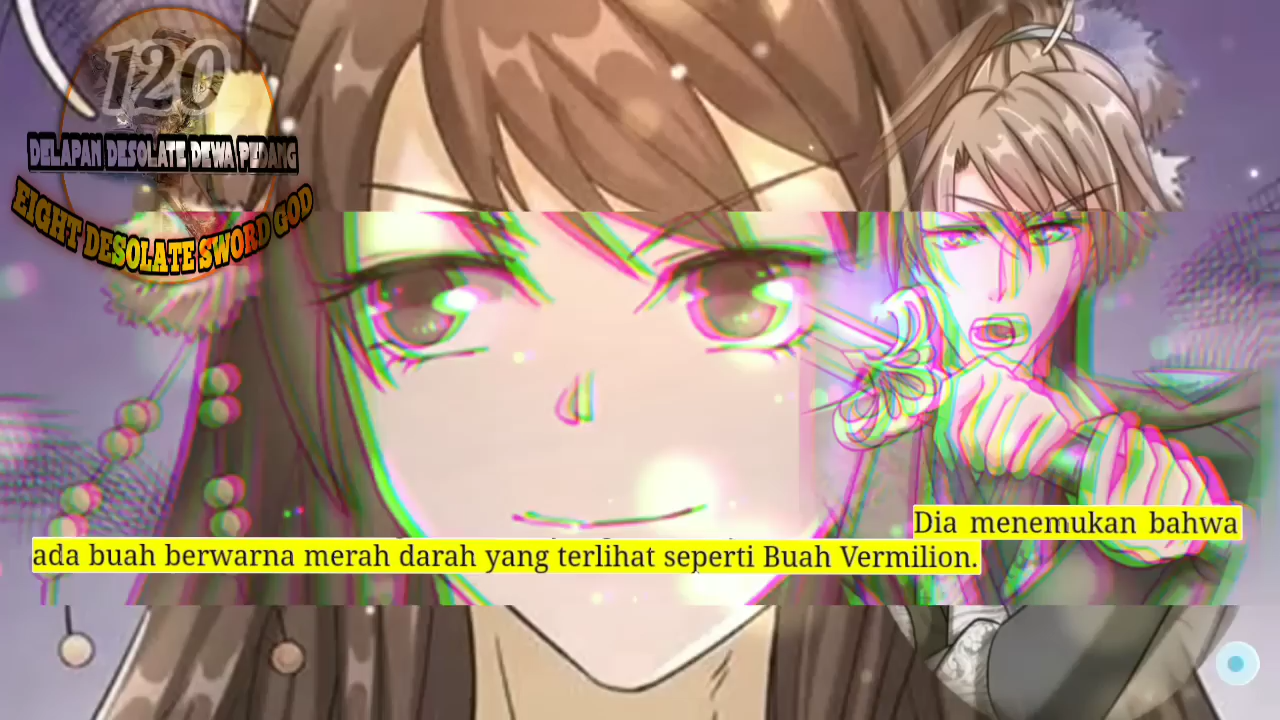 120
DELAPAN DESOLATE DEWA PEDANG
EIGHT DESOLATE SWORD GOD
Dia menemukan bahwa
ada buah berwarna merah darah yang terlihat seperti Buah Vermilion.